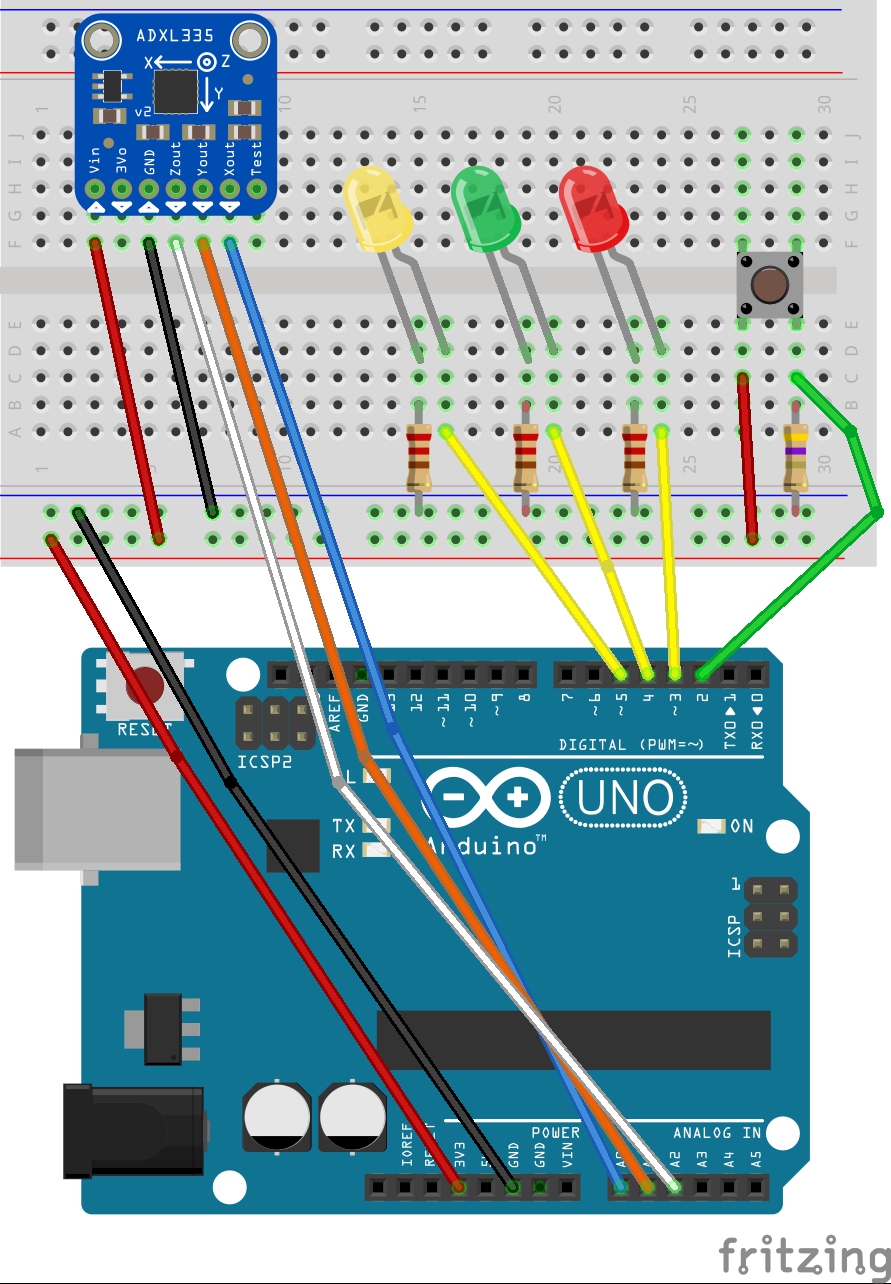 ADXL335
X Z
Y
v2
Vin 3Vo GND Zout Yout Xout Test
1 10 15 20 25 30
J J
I I
H H
G G
F F
E E
D D
C C
B B
A A
1 5 10 20 25 30
RESET
AREF GND 13 12 ~11 ~10 ~9 8 7 ~6 ~5 4 ~3 2 TX0 1 RX0 0
DIGITAL (PWM=~)
ICSP2
L
TX
RX
UNO
Arduino™
ON
1
ICSP
POWER ANALOG IN
IOREF RESET 3V3 5V GND GND VIN A0 A1 A2 A3 A4 A5
fritzing